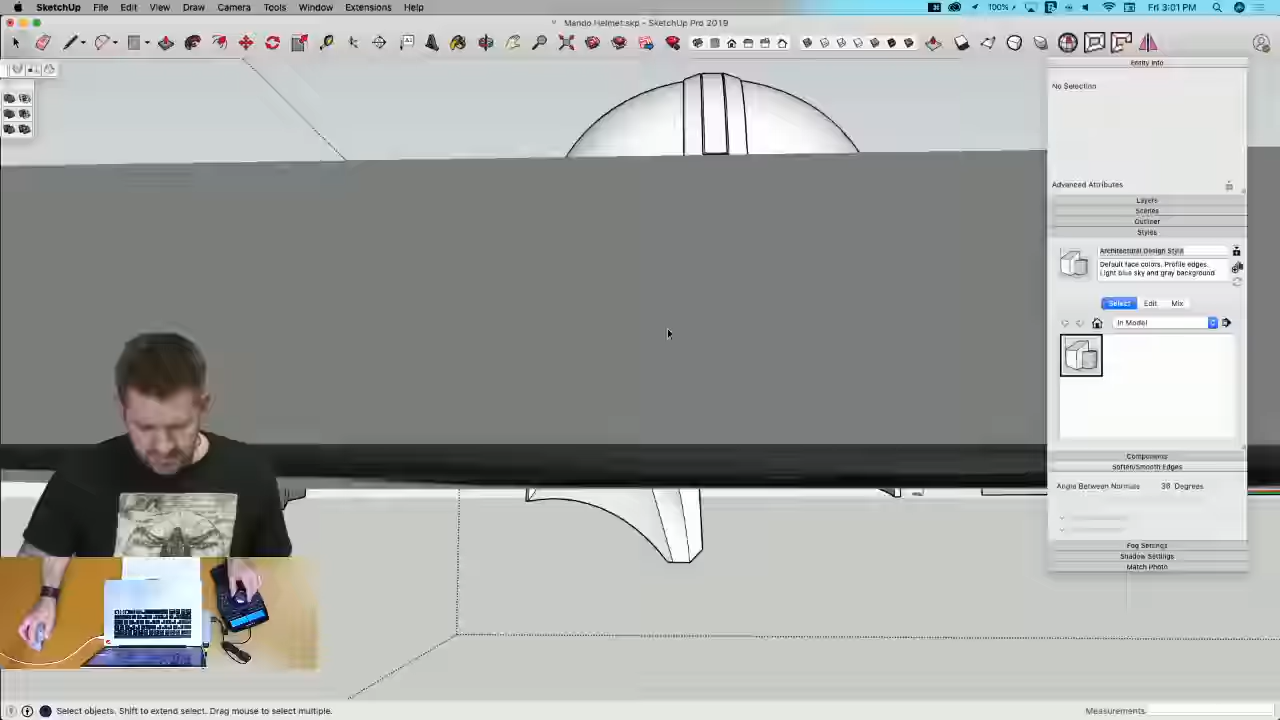 SketchUp File Edit View Draw Camera Tools Window Extensions Help
100% Fri 3:01 PM
Mando Helmet.skp - SketchUp Pro 2019
Entity Info
No Selection
Advanced Attributes
Layers
Scenes
Outliner
Styles
Architectural Design Style
Default face colors. Profile edges.
Light blue sky and gray background
Select Edit Mix
In Model
Components
Soften/Smooth Edges
Angle Between Normals 36 Degrees
Fog Settings
Shadow Settings
Match Photo
Select objects. Shift to extend select. Drag mouse to select multiple.
Measurements